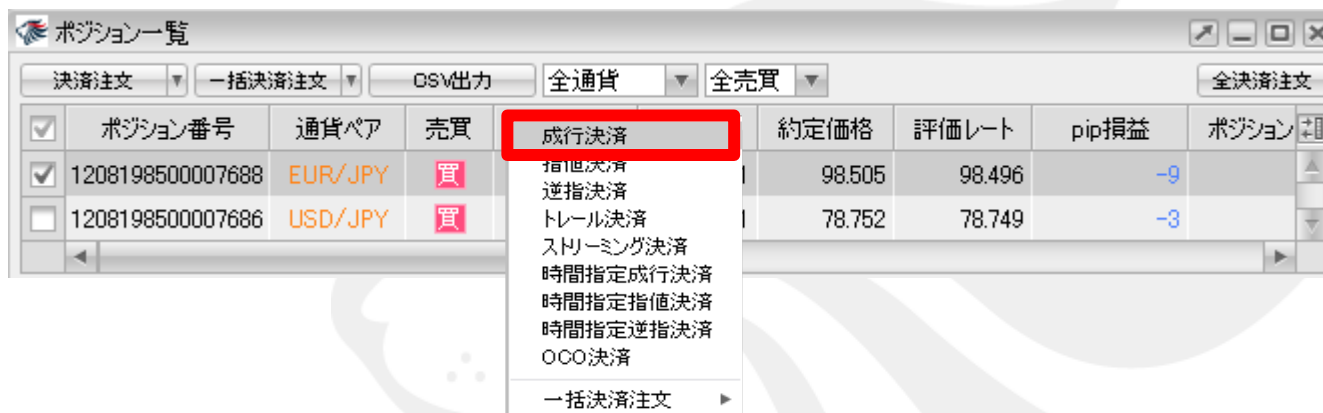 ポジション一覧
決済注文 一括決済注文 CSV出力 全通貨 全売買 全決済注文
ポジション番号 通貨ペア 売買 約定価格 評価レート pip損益 ポジション
1208198500007688 EUR/JPY 買 98.505 98.496 -9
1208198500007686 USD/JPY 買 78.752 78.749 -3
成行決済
指値決済
逆指決済
トレール決済
ストリーミング決済
時間指定成行決済
時間指定指値決済
時間指定逆指決済
OCO決済
一括決済注文